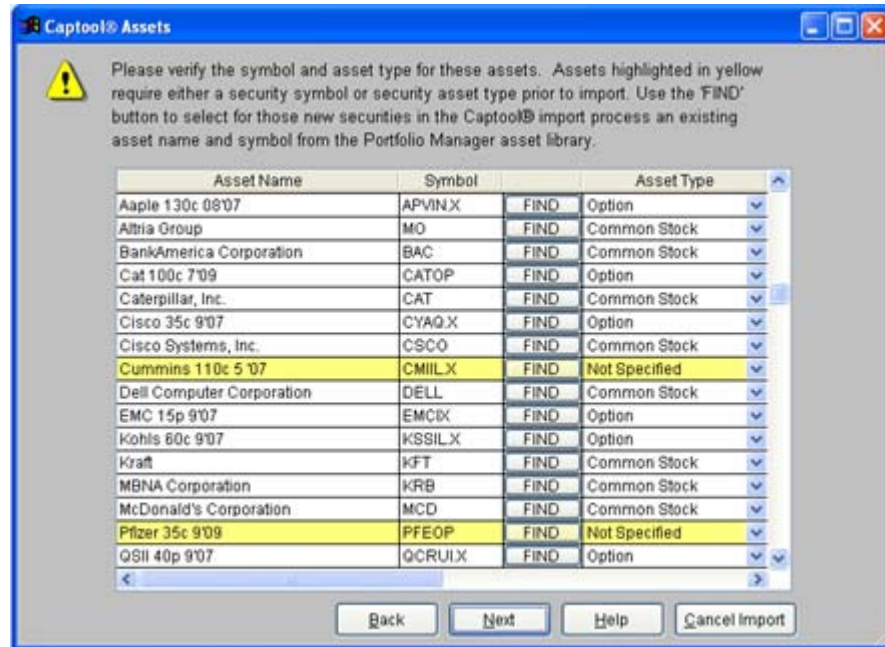 Captool® Assets
Please verify the symbol and asset type for these assets. Assets highlighted in yellow
require either a security symbol or security asset type prior to import. Use the 'FIND'
button to select for those new securities in the Captool® import process an existing
asset name and symbol from the Portfolio Manager asset library.
Asset Name Symbol Asset Type
Aaple 130c 08'07 APVIN.X FIND Option
Altria Group MO FIND Common Stock
BankAmerica Corporation BAC FIND Common Stock
Cat 100c 7'09 CATOP FIND Option
Caterpillar, Inc. CAT FIND Common Stock
Cisco 35c 9'07 CYAQ.X FIND Option
Cisco Systems, Inc. CSCO FIND Common Stock
Cummins 110c 5 '07 CMIIL.X FIND Not Specified
Dell Computer Corporation DELL FIND Common Stock
EMC 15p 9'07 EMCIX FIND Option
Kohls 60c 9'07 KSSIL.X FIND Option
Kraft KFT FIND Common Stock
MBNA Corporation KRB FIND Common Stock
McDonald's Corporation MCD FIND Common Stock
Pfizer 35c 9'09 PFEOP FIND Not Specified
QSII 40p 9'07 QCRUI.X FIND Option
Back Next Help Cancel Import